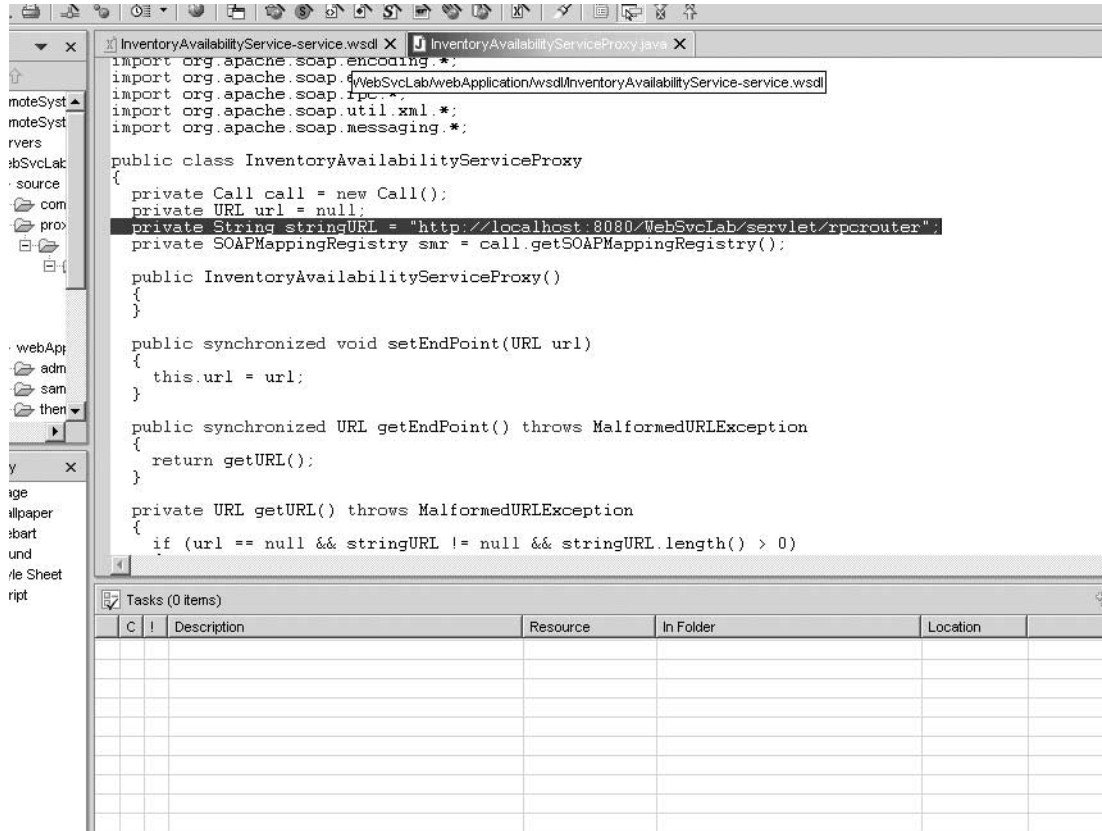 InventoryAvailabilityService-service.wsdl
InventoryAvailabilityServiceProxy.java
import org.apache.soap.encoding.*;
import org.apache.soap.
WebSvcLab/webApplication/wsdl/InventoryAvailabilityService-service.wsdl
import org.apache.soap.rpc.*;
import org.apache.soap.util.xml.*;
import org.apache.soap.messaging.*;
public class InventoryAvailabilityServiceProxy
{
private Call call = new Call();
private URL url = null;
private String stringURL = "http://localhost:8080/WebSvcLab/servlet/rpcrouter";
private SOAPMappingRegistry smr = call.getSOAPMappingRegistry();
public InventoryAvailabilityServiceProxy()
{
}
public synchronized void setEndPoint(URL url)
{
this.url = url;
}
public synchronized URL getEndPoint() throws MalformedURLException
{
return getURL();
}
private URL getURL() throws MalformedURLException
{
if (url == null && stringURL != null && stringURL.length() > 0)
moteSyst
moteSyst
rvers
ebSvcLab
source
com
prox
webApp
adm
sam
them
y
age
allpaper
ebart
und
yle Sheet
ript
Tasks (0 items)
C ! Description Resource In Folder Location